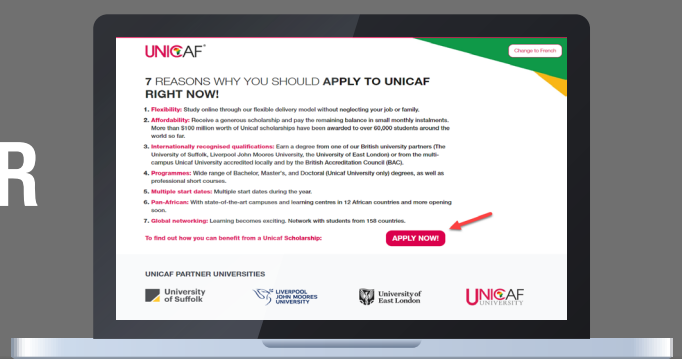 UNICAF
Change to French
7 REASONS WHY YOU SHOULD APPLY TO UNICAF
RIGHT NOW!
1. Flexibility: Study online through our flexible delivery model without neglecting your job or family.
2. Affordability: Receive a generous scholarship and pay the remaining balance in small monthly instalments.
More than $100 million worth of Unicaf scholarships have been awarded to over 60,000 students around the
world so far.
3. Internationally recognised qualifications: Earn a degree from one of our British university partners (The
University of Suffolk, Liverpool John Moores University, the University of East London) or from the multi-
campus Unicaf University accredited locally and by the British Accreditation Council (BAC).
4. Programmes: Wide range of Bachelor, Master's, and Doctoral (Unicaf University only) degrees, as well as
professional short courses.
5. Multiple start dates: Multiple start dates during the year.
6. Pan-African: With state-of-the-art campuses and learning centres in 12 African countries and more opening
soon.
7. Global networking: Learning becomes exciting. Network with students from 158 countries.
R
To find out how you can benefit from a Unicaf Scholarship:
APPLY NOW!
UNICAF PARTNER UNIVERSITIES
University
of Suffolk
LIVERPOOL
JOHN MOORES
UNIVERSITY
University of
East London
UNICAF
UNIVERSITY